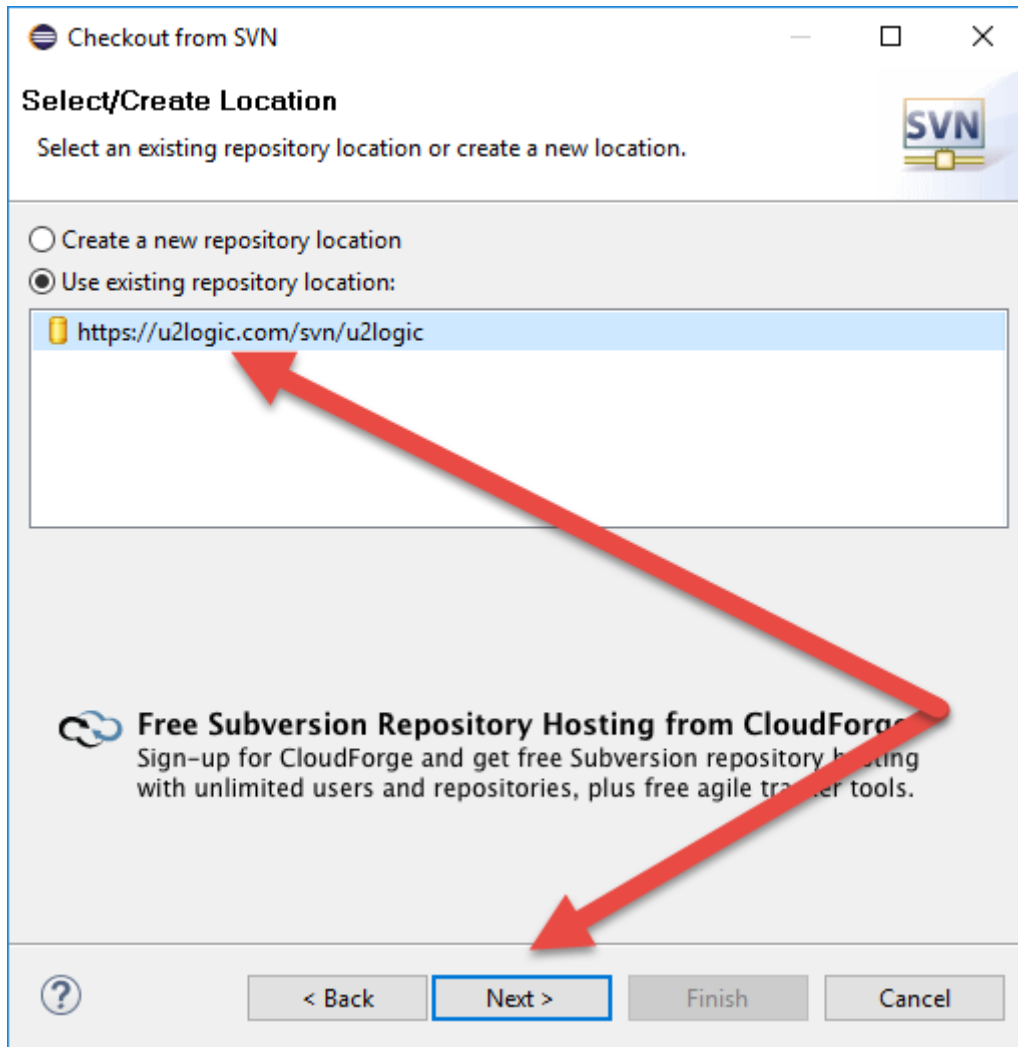 Checkout from SVN
Select/Create Location
Select an existing repository location or create a new location.
SVN
Create a new repository location
Use existing repository location:
https://u2logic.com/svn/u2logic
Free Subversion Repository Hosting from CloudForge
Sign-up for CloudForge and get free Subversion repository hosting
with unlimited users and repositories, plus free agile tracker tools.
?
< Back
Next >
Finish
Cancel